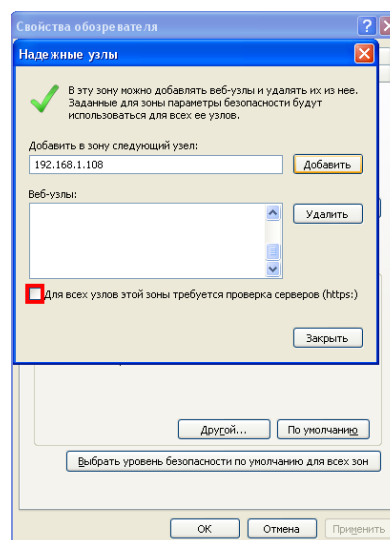 Свойства обозревателя
Надежные узлы
В эту зону можно добавлять веб-узлы и удалять их из нее.
Заданные для зоны параметры безопасности будут
использоваться для всех ее узлов.
Добавить в зону следующий узел:
192.168.1.108
Добавить
Веб-узлы:
Удалить
Для всех узлов этой зоны требуется проверка серверов (https:)
Закрыть
Другой...
По умолчанию
Выбрать уровень безопасности по умолчанию для всех зон
OK
Отмена
Применить